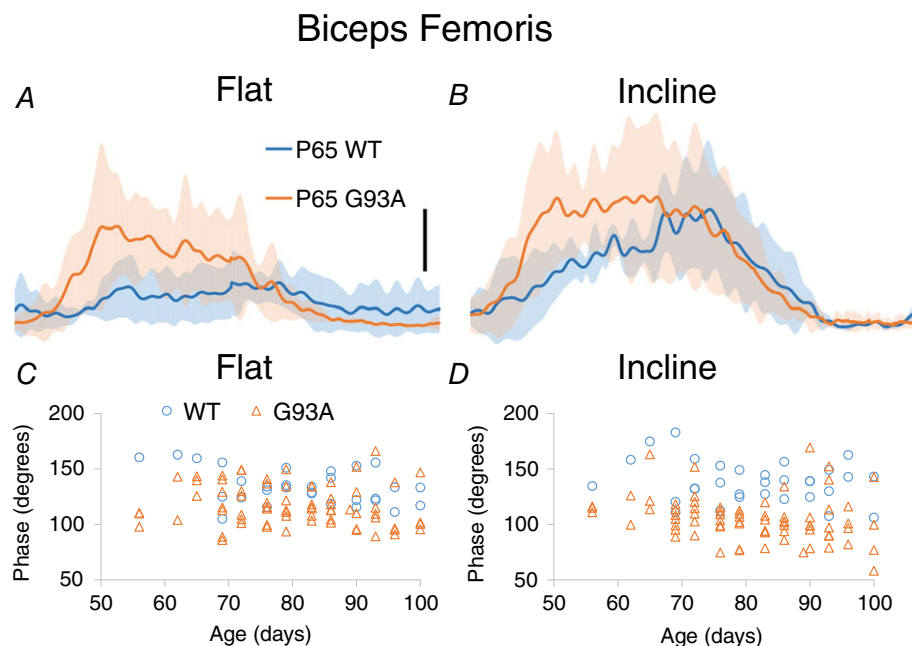 Biceps Femoris
A Flat
B Incline
P65 WT
P65 G93A
C Flat
D Incline
WT G93A
Phase (degrees)
200
150
100
50
50 60 70 80 90 100
Age (days)
Phase (degrees)
200
150
100
50
50 60 70 80 90 100
Age (days)